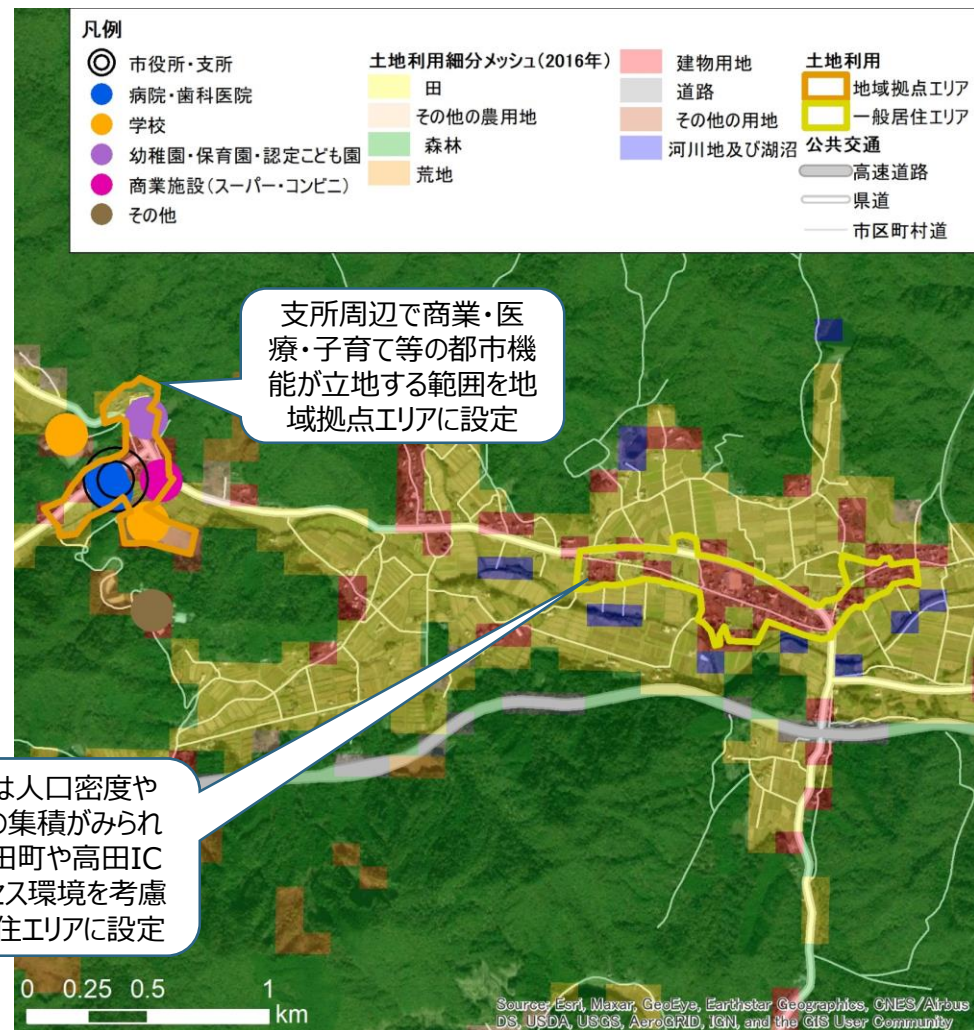 凡例
市役所・支所
病院・歯科医院
学校
幼稚園・保育園・認定こども園
商業施設(スーパー・コンビニ)
その他
土地利用細分メッシュ(2016年)
田
その他の農用地
森林
荒地
建物用地
道路
その他の用地
河川地及び湖沼
土地利用
地域拠点エリア
一般居住エリア
公共交通
高速道路
県道
市区町村道
支所周辺で商業・医
療・子育て等の都市機
能が立地する範囲を地
域拠点エリアに設定
は人口密度や
の集積がみられ
田町や高田IC
セス環境を考慮
住エリアに設定
0 0.25 0.5 1
km
Source: Esri, Maxar, GeoEye, Earthstar Geographics, CNES/Airbus
DS, USDA, USGS, AeroGRID, IGN, and the GIS User Community